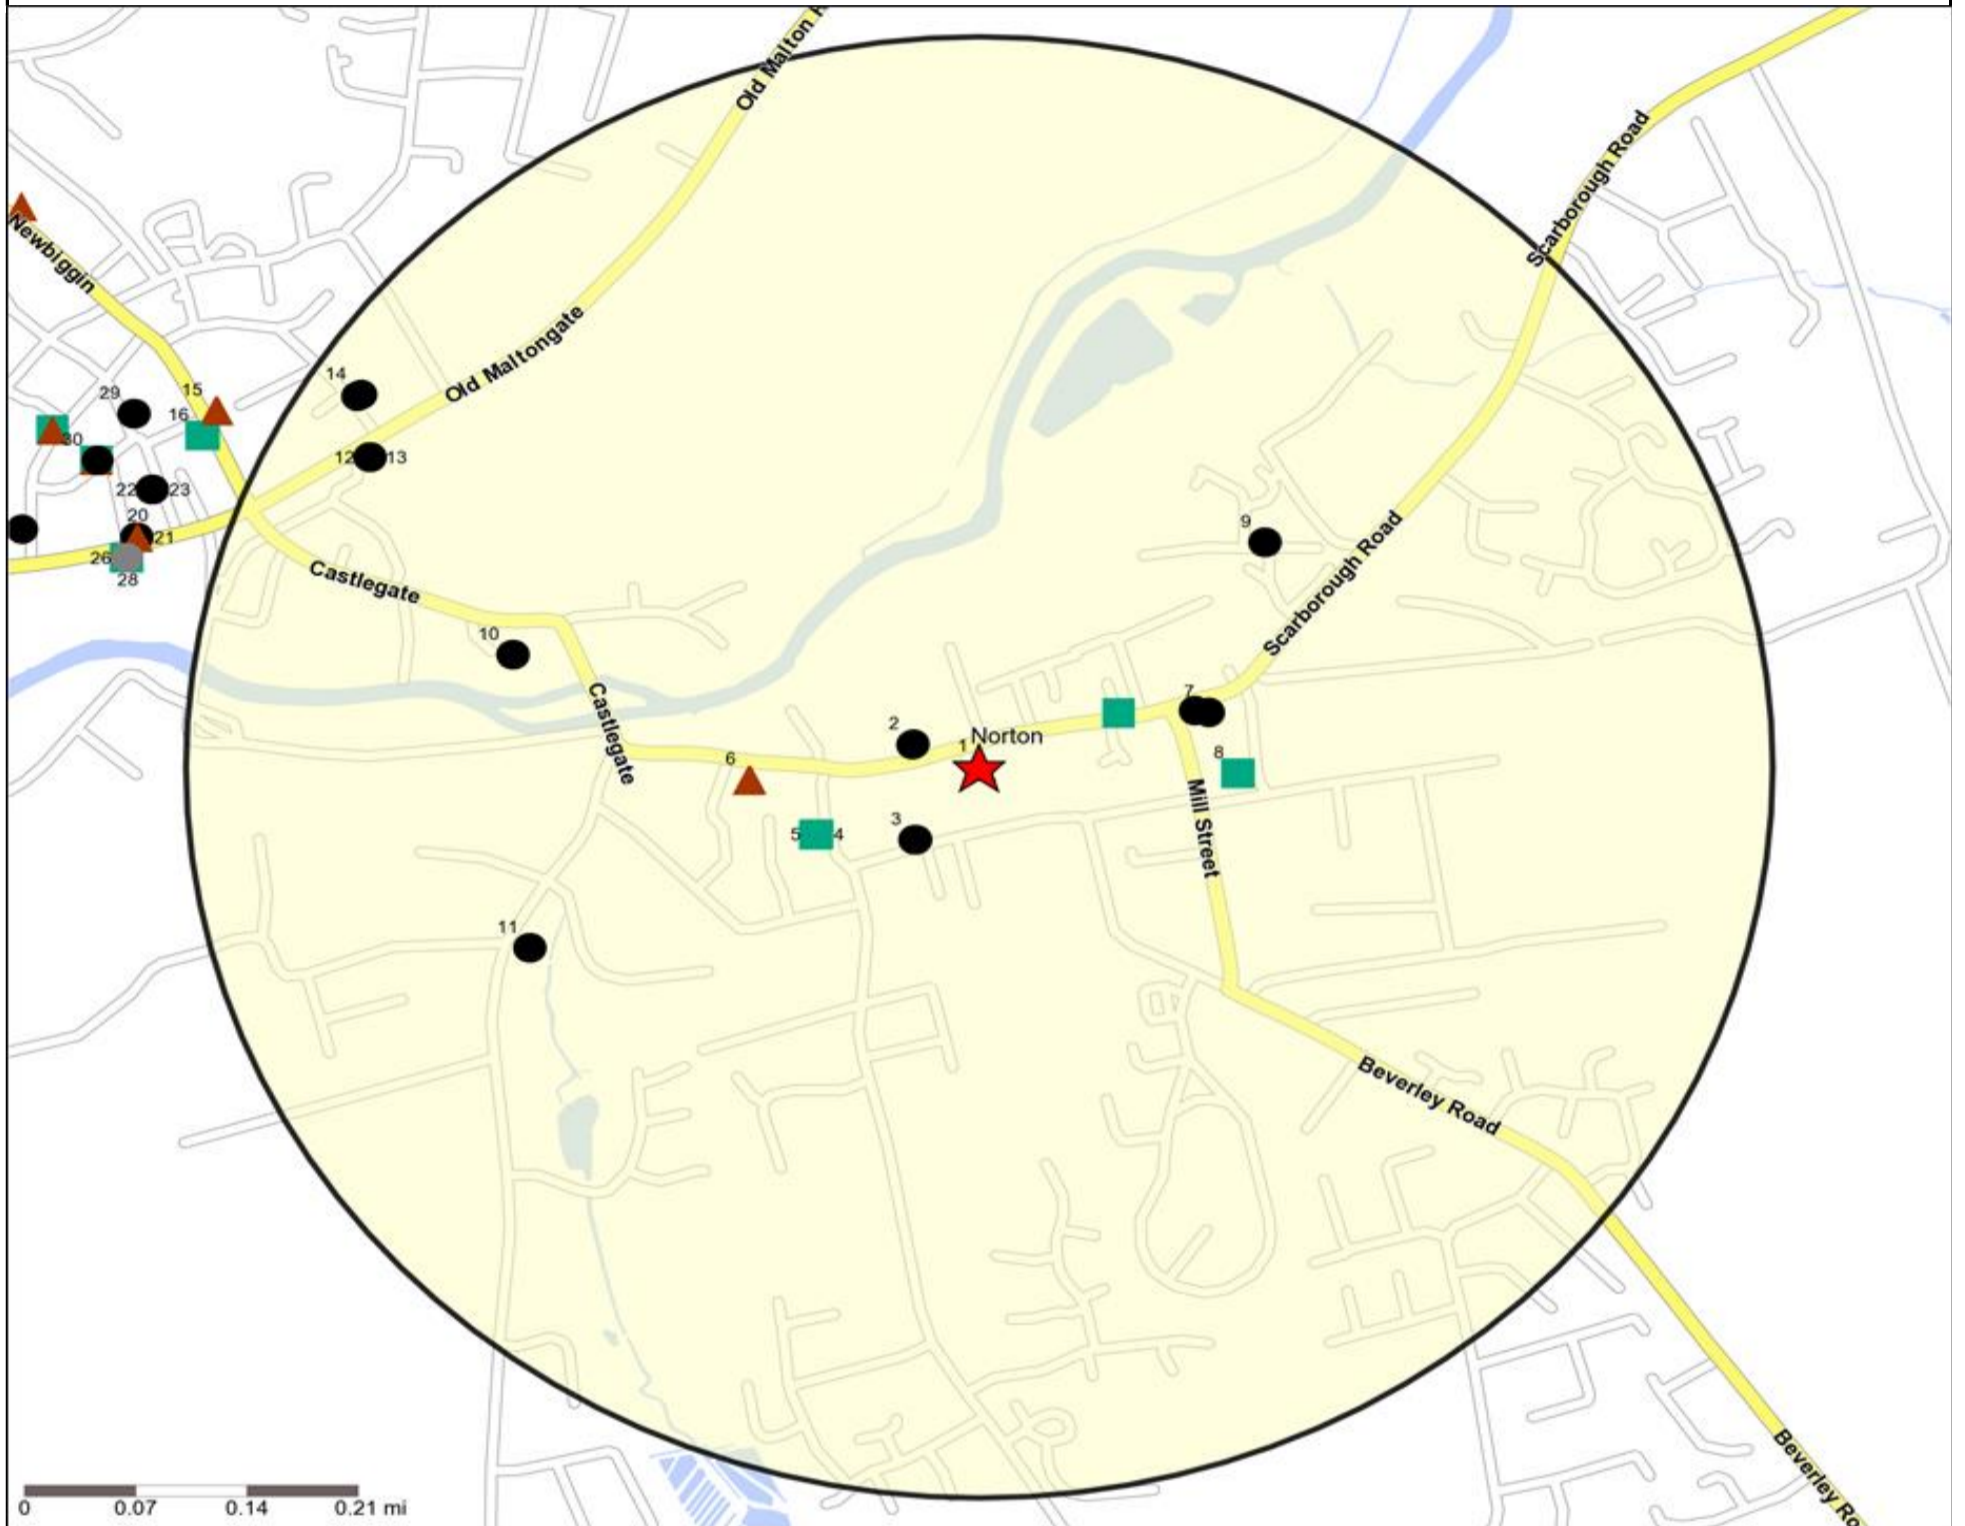 Old Malton R
Scarborough Road
Newbiggin
Old Maltongate
14
29
15
16
30
12 13
22 23
20
21
26
28
9
Scarborough Road
Castlegate
10
Castlegate
7
2
1 Norton
6
8
Mill Street
5 4
3
11
Beverley Road
Beverley Ro
0 0.07 0.14 0.21 mi